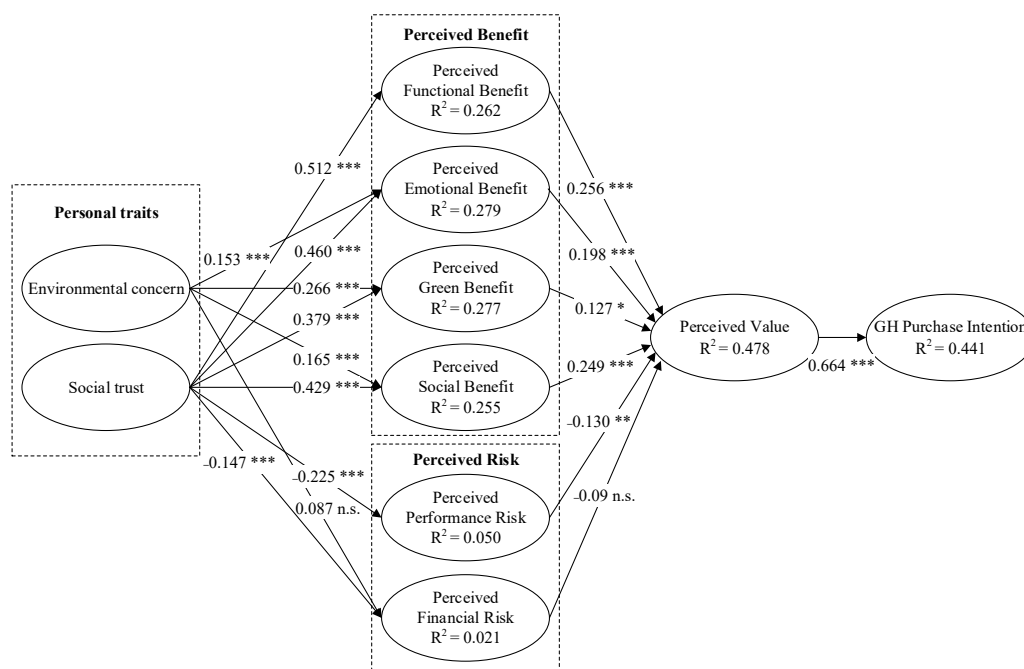 Perceived Benefit
Perceived
Functional Benefit
R² = 0.262
0.512 ***
Perceived
Emotional Benefit
R² = 0.279
0.256 ***
Personal traits
0.153 ***
0.460 ***
0.198 ***
Environmental concern
0.266 ***
Perceived
Green Benefit
R² = 0.277
0.127 *
0.379 ***
Perceived Value
R² = 0.478
GH Purchase Intention
R² = 0.441
0.664 ***
0.165 ***
Social trust
0.429 ***
Perceived
Social Benefit
R² = 0.255
0.249 ***
−0.130 **
−0.147 ***
−0.225 ***
Perceived Risk
0.087 n.s.
Perceived
Performance Risk
R² = 0.050
−0.09 n.s.
Perceived
Financial Risk
R² = 0.021